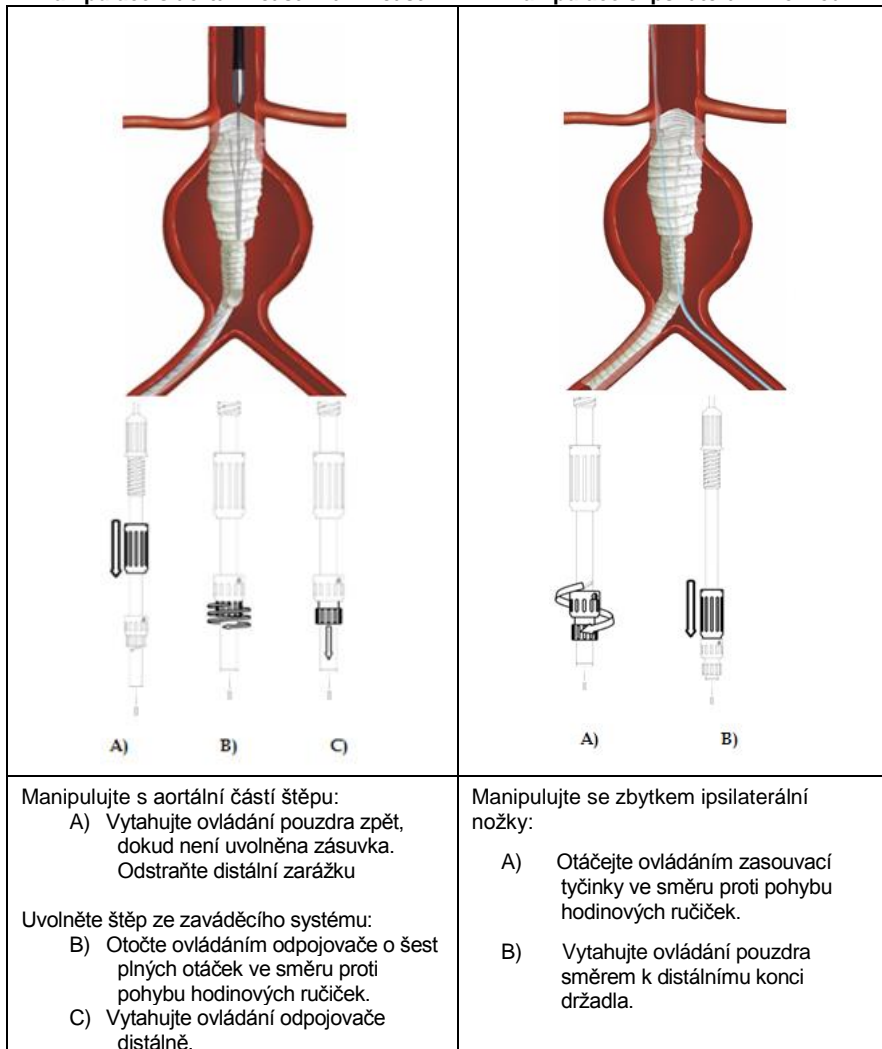 A)
B)
C)
A)
B)
Manipulujte s aortální částí štěpu:
A) Vytahujte ovládání pouzdra zpět,
dokud není uvolněna zásuvka.
Odstraňte distální zarážku
Uvolněte štěp ze zaváděcího systému:
B) Otočte ovládáním odpojovače o šest
plných otáček ve směru proti
pohybu hodinových ručiček.
C) Vytahujte ovládání odpojovače
distálně.
Manipulujte se zbytkem ipsilaterální
nožky:
A) Otáčejte ovládáním zasouvací
tyčinky ve směru proti pohybu
hodinových ručiček.
B) Vytahujte ovládání pouzdra
směrem k distálnímu konci
držadla.